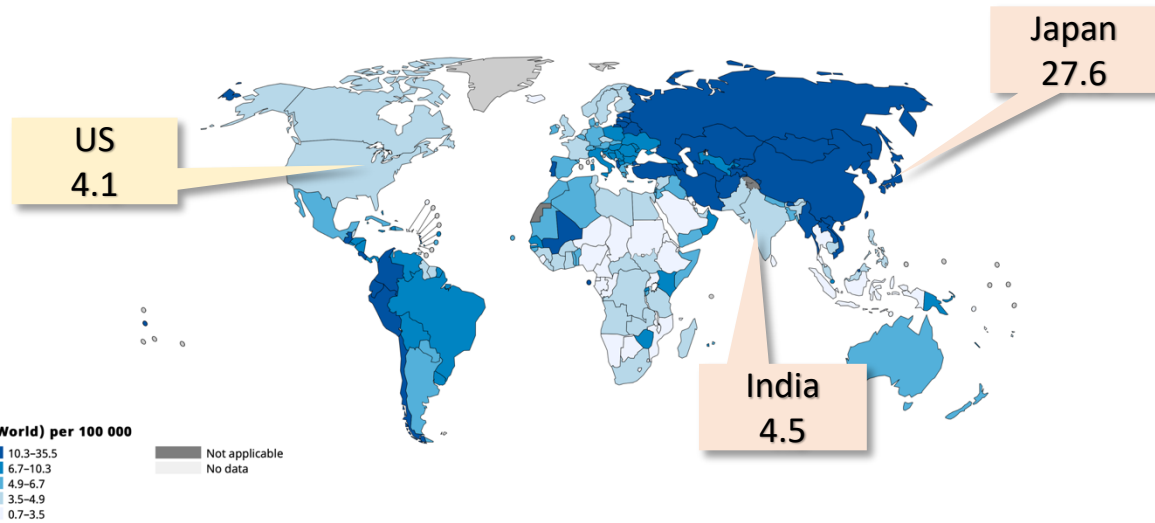 Japan
27.6
US
4.1
India
4.5
World) per 100 000
10.3–35.5
6.7–10.3
4.9–6.7
3.5–4.9
0.7–3.5
Not applicable
No data